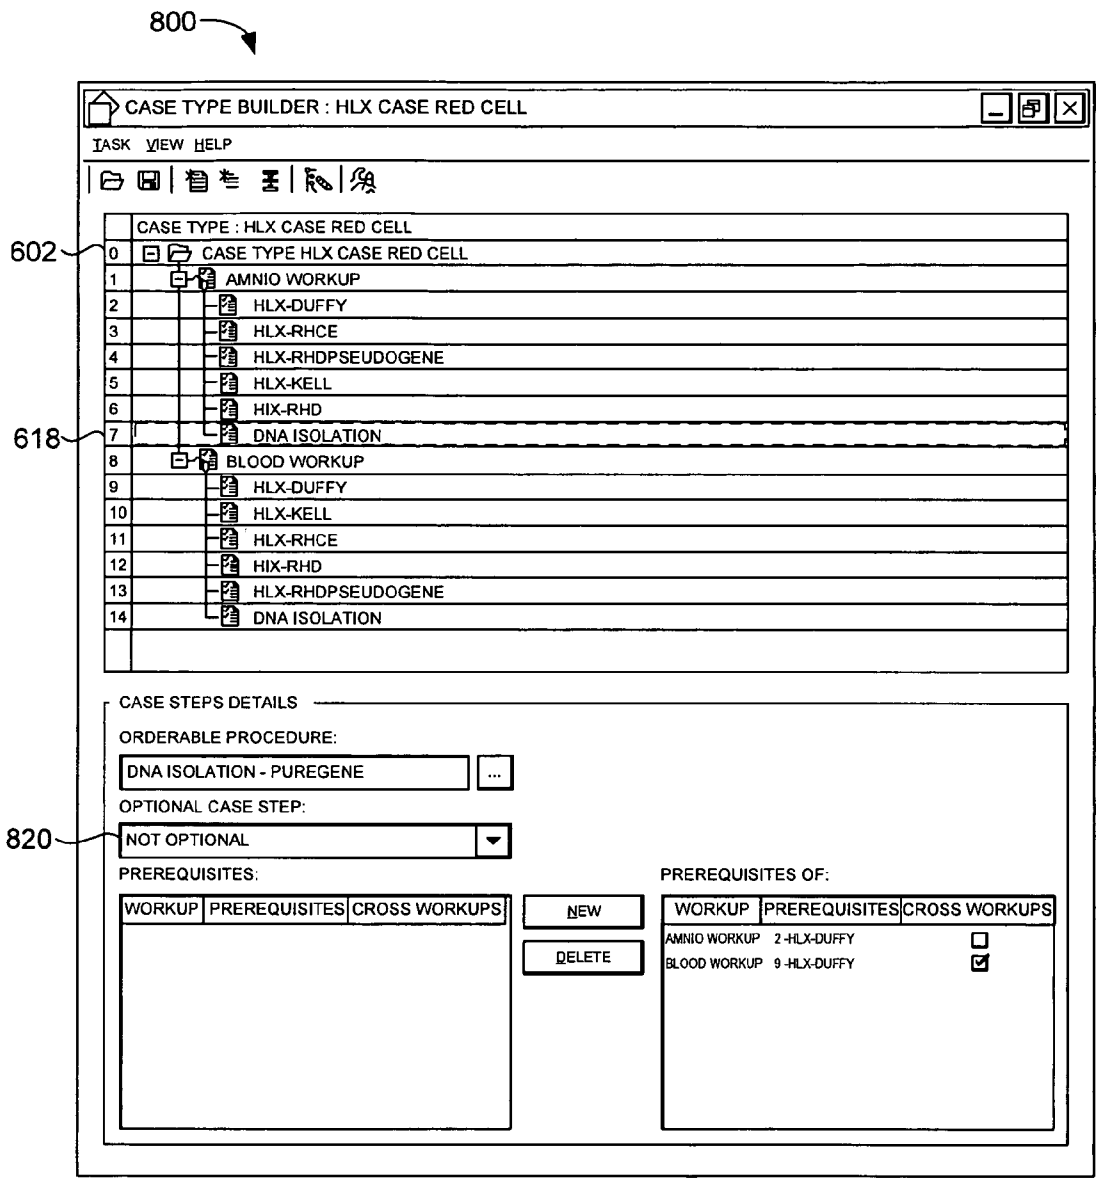 800
CASE TYPE BUILDER : HLX CASE RED CELL
TASK VIEW HELP
CASE TYPE : HLX CASE RED CELL
602 0 CASE TYPE HLX CASE RED CELL
1 AMNIO WORKUP
2 HLX-DUFFY
3 HLX-RHCE
4 HLX-RHDPSEUDOGENE
5 HLX-KELL
6 HIX-RHD
618 7 DNA ISOLATION
8 BLOOD WORKUP
9 HLX-DUFFY
10 HLX-KELL
11 HLX-RHCE
12 HIX-RHD
13 HLX-RHDPSEUDOGENE
14 DNA ISOLATION
CASE STEPS DETAILS
ORDERABLE PROCEDURE:
DNA ISOLATION - PUREGENE ...
OPTIONAL CASE STEP:
820 NOT OPTIONAL
PREREQUISITES: PREREQUISITES OF:
WORKUP PREREQUISITES CROSS WORKUPS NEW WORKUP PREREQUISITES CROSS WORKUPS
AMNIO WORKUP 2 -HLX-DUFFY
DELETE BLOOD WORKUP 9 -HLX-DUFFY